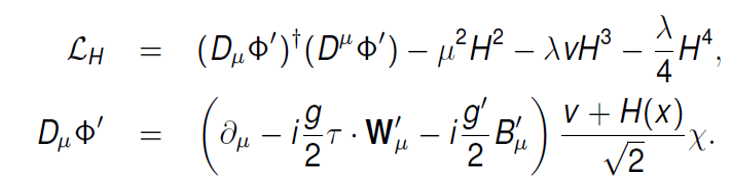 ℒ_H = (D_μΦ′)†(D^μΦ′) − μ²H² − λvH³ − (λ/4)H⁴,
D_μΦ′ = (∂_μ − i(g/2)τ · **W**′_μ − i(g′/2)B′_μ) ((v + H(x))/√2) χ.